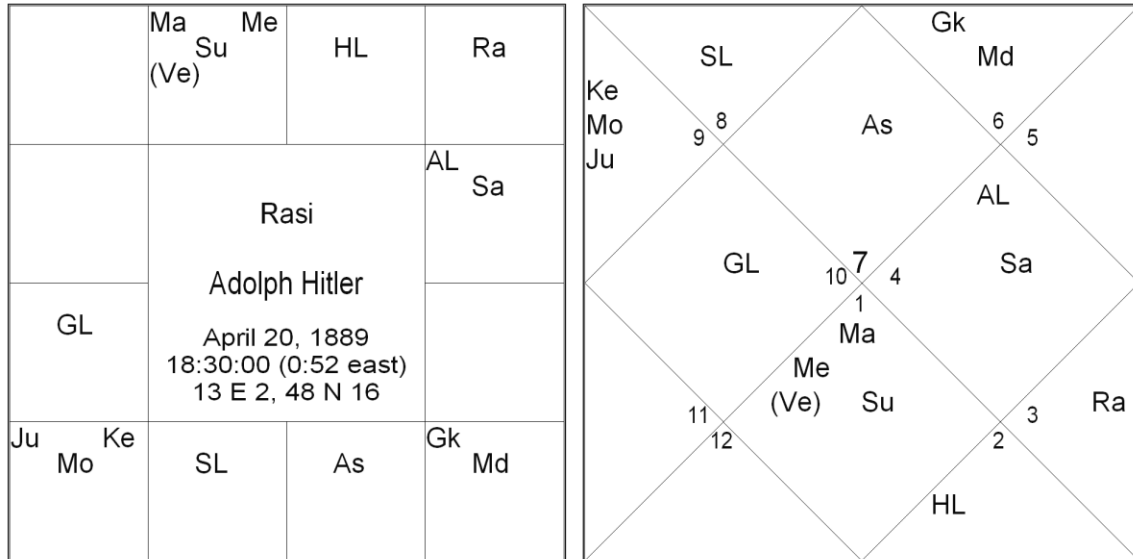 Ma Me
Su
(Ve)
HL
Ra
AL
Sa
Rasi
Adolph Hitler
April 20, 1889
18:30:00 (0:52 east)
13 E 2, 48 N 16
GL
Ju Ke
Mo
SL
As
Gk
Md
Gk
Md
SL
Ke
Mo
Ju
As
8
9
6
5
AL
GL
Sa
10
7
4
1
Ma
Me
(Ve)
Su
Ra
11
12
3
2
HL